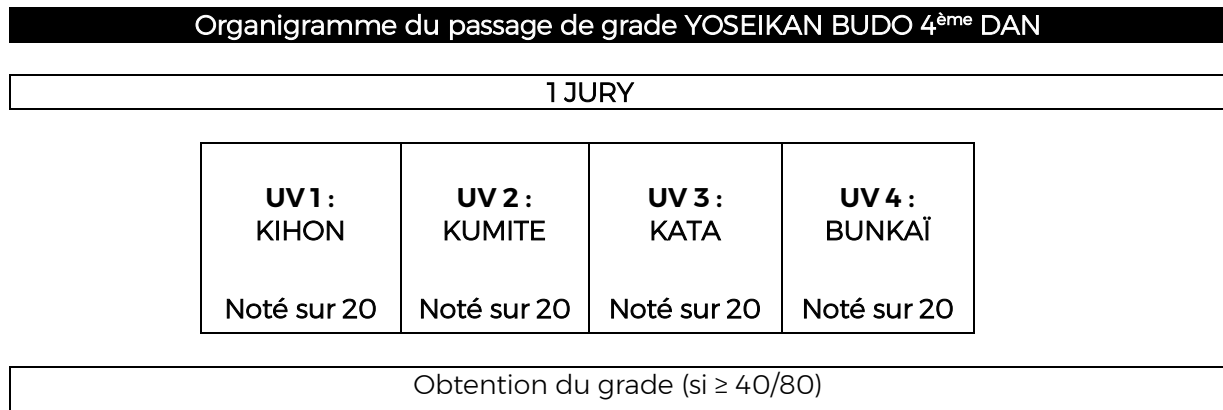 Organigramme du passage de grade YOSEIKAN BUDO 4ème DAN
1 JURY
UV 1 : UV 2 : UV 3 : UV 4 :
KIHON KUMITE KATA BUNKAÏ
Noté sur 20 Noté sur 20 Noté sur 20 Noté sur 20
Obtention du grade (si ≥ 40/80)